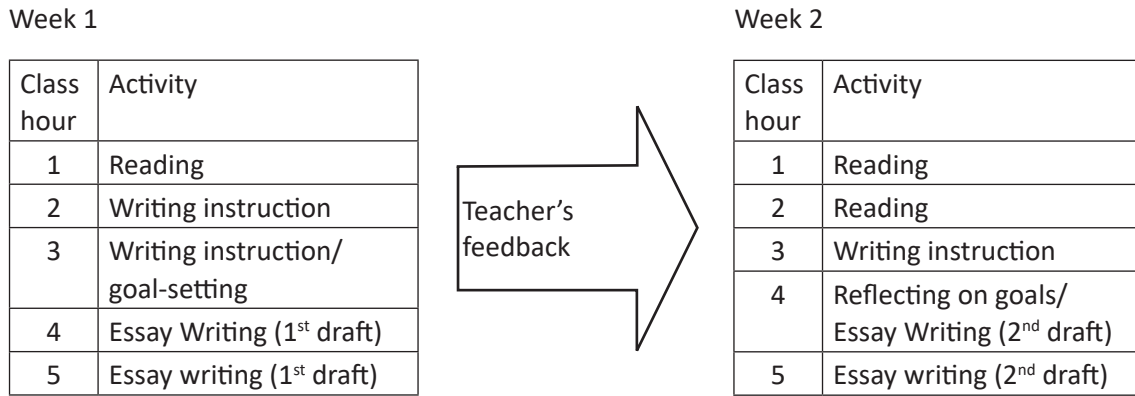 Week 1
Class hour Activity
1 Reading
2 Writing instruction
3 Writing instruction/
goal-setting
4 Essay Writing (1st draft)
5 Essay writing (1st draft)
Teacher’s
feedback
Week 2
Class hour Activity
1 Reading
2 Reading
3 Writing instruction
4 Reflecting on goals/
Essay Writing (2nd draft)
5 Essay writing (2nd draft)